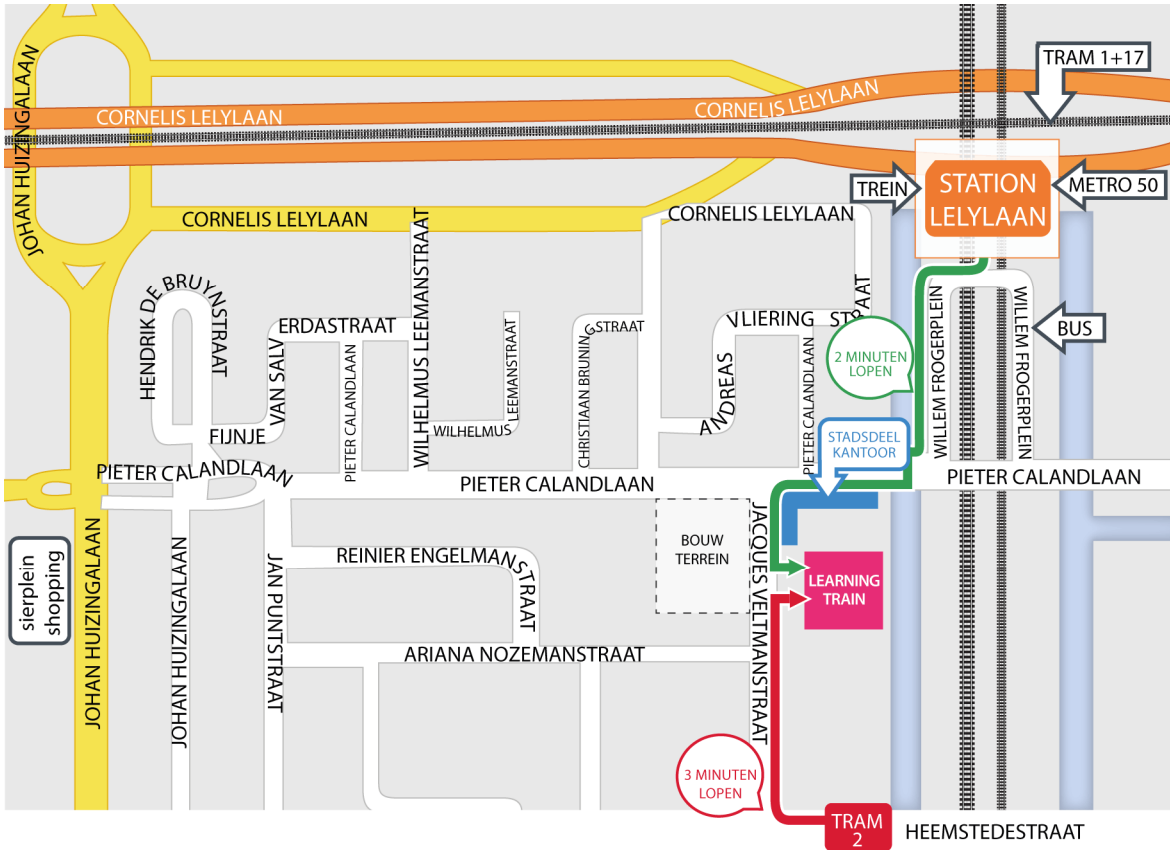 TRAM 1+17
JOHAN HUIZINGALAAN
CORNELIS LELYLAAN
CORNELIS LELYLAAN
TREIN
STATION
LELYLAAN
METRO 50
CORNELIS LELYLAAN
CORNELIS LELYLAAN
WILHELMUS LEEMANSTRAAT
HENDRIK DE BRUYNSTRAAT
FIJNJE VAN SALV ERDASTRAAT
PIETER CALANDLAAN
WILHELMUS LEEMANSTRAAT
CHRISTIAAN BRUNINGSTRAAT
ANDREAS VLIERING STRAAT
PIETER CALANDLAAN
2 MINUTEN
LOPEN
WILLEM FROGERPLEIN
WILLEM FROGERPLEIN
BUS
STADSDEEL
KANTOOR
PIETER CALANDLAAN
PIETER CALANDLAAN
PIETER CALANDLAAN
BOUW
TERREIN
JACQUES VELTMANSTRAAT
LEARNING
TRAIN
REINIER ENGELMANSTRAAT
sierplein
shopping
JOHAN HUIZINGALAAN
JOHAN HUIZINGALAAN
JAN PUNTSTRAAT
ARIANA NOZEMANSTRAAT
3 MINUTEN
LOPEN
TRAM
2
HEEMSTEDESTRAAT